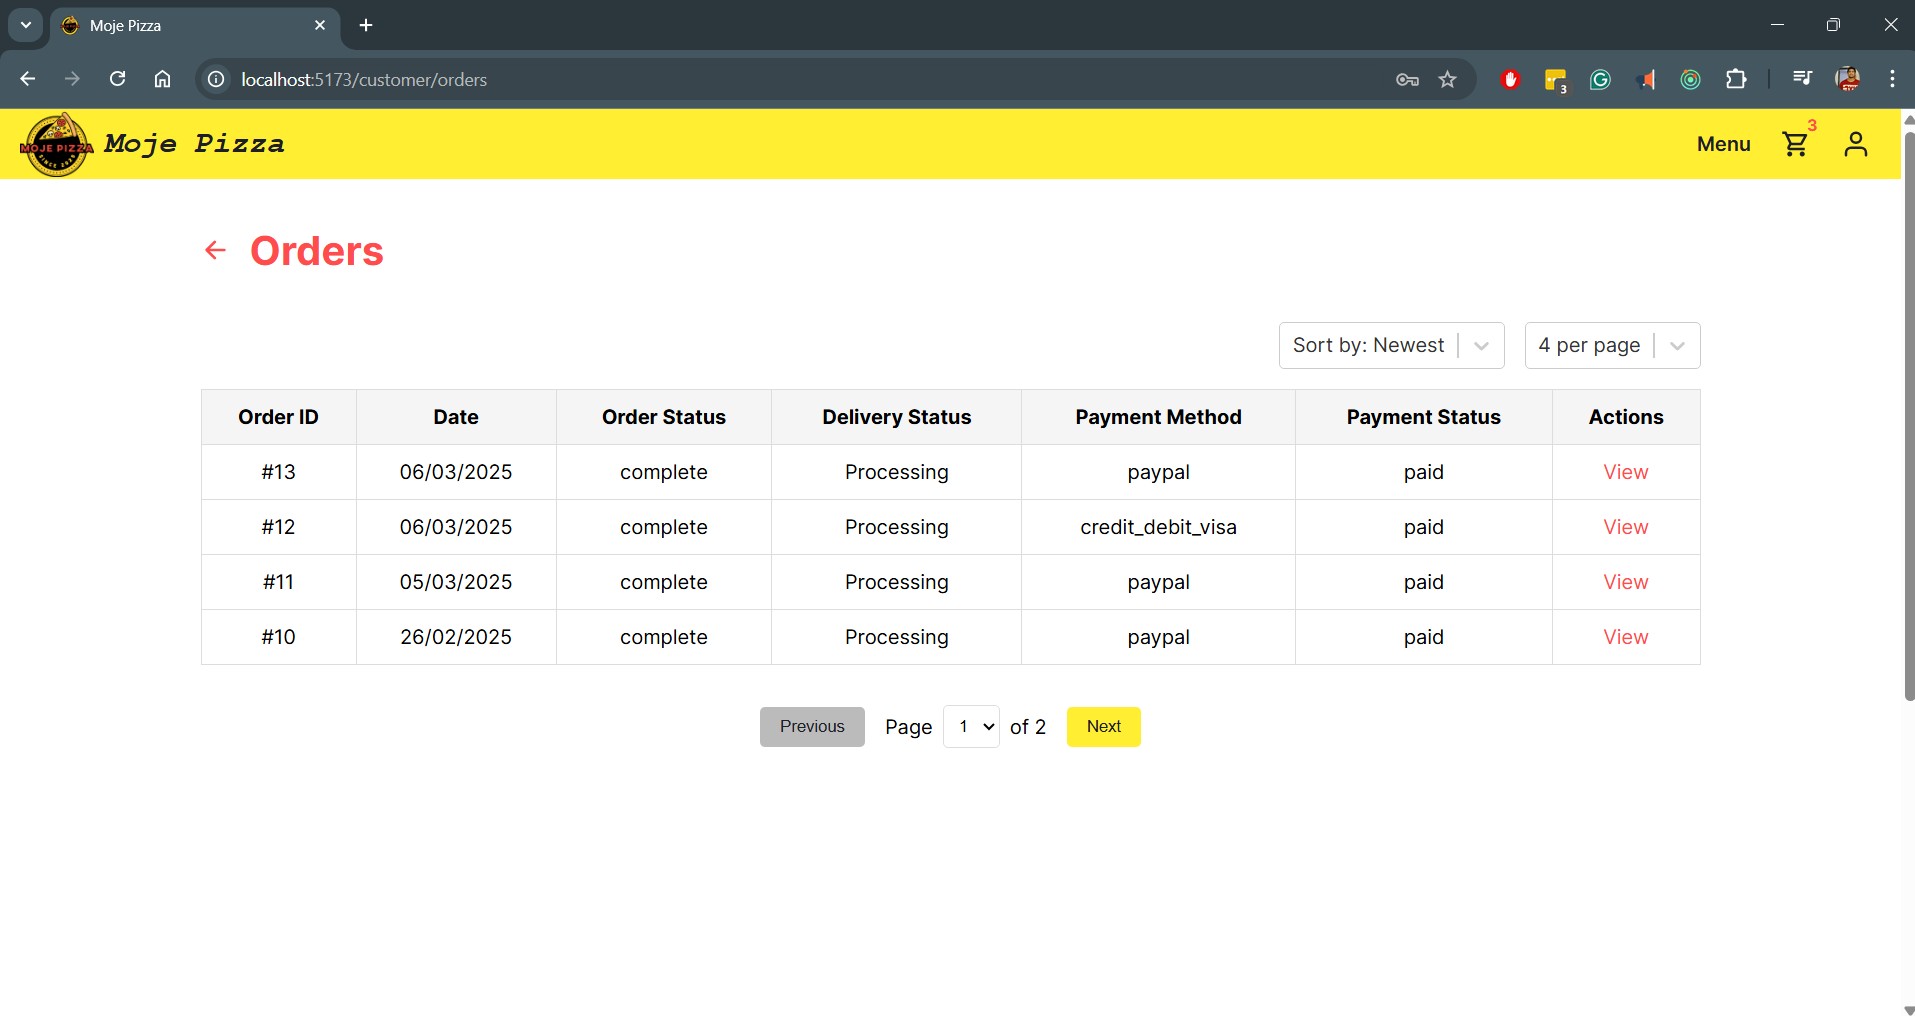 Moje Pizza
localhost:5173/customer/orders
3
MOJE PIZZA
Moje Pizza
Menu
3
Orders
Sort by: Newest
4 per page
Order ID Date Order Status Delivery Status Payment Method Payment Status Actions
#13 06/03/2025 complete Processing paypal paid View
#12 06/03/2025 complete Processing credit_debit_visa paid View
#11 05/03/2025 complete Processing paypal paid View
#10 26/02/2025 complete Processing paypal paid View
Previous Page 1 of 2 Next